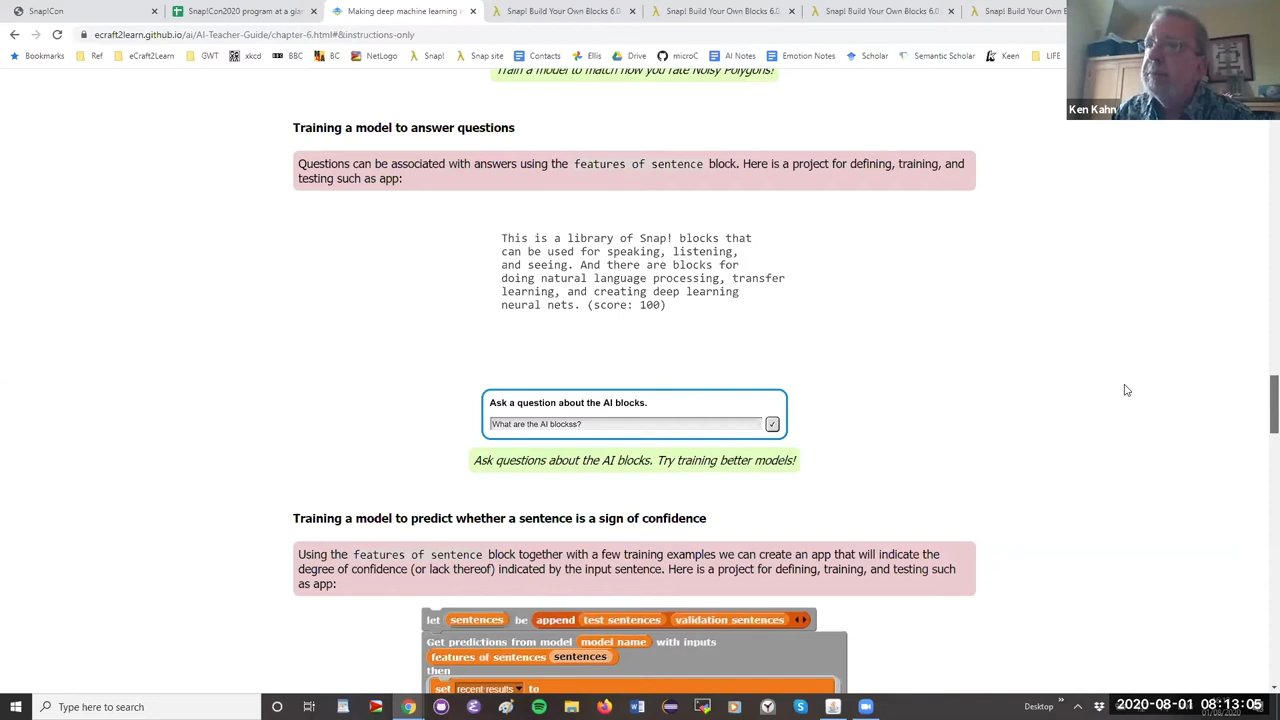 Snap!Con
Snap!Con2020 program at a gla
Making deep machine learning m
Snap! Build Your Own Blocks 6.0
Snap! Build Your Own Blocks 6.0.
Snap! Build Your Own Blocks 6.0.
Snap! Build Your Own Bl
ecraft2learn.github.io/ai/AI-Teacher-Guide/chapter-6.html#&instructions-only
Bookmarks
Ref
eCraft2Learn
GWT
xkcd
BBC
BC
NetLogo
Snap!
Snap site
Contacts
Ellis
Drive
microC
AI Notes
Emotion Notes
Scholar
Semantic Scholar
Keen
LIFE
Ken Kahn
Train a model to match how you rate Noisy Polygons!
Training a model to answer questions
Questions can be associated with answers using the features of sentence block. Here is a project for defining, training, and
testing such as app:
This is a library of Snap! blocks that
can be used for speaking, listening,
and seeing. And there are blocks for
doing natural language processing, transfer
learning, and creating deep learning
neural nets. (score: 100)
Ask a question about the AI blocks.
What are the AI blockss?
Ask questions about the AI blocks. Try training better models!
Training a model to predict whether a sentence is a sign of confidence
Using the features of sentence block together with a few training examples we can create an app that will indicate the
degree of confidence (or lack thereof) indicated by the input sentence. Here is a project for defining, training, and testing such
as app:
let sentences be append test sentences validation sentences
Get predictions from model model name with inputs
features of sentences sentences
then
set recent results to
Type here to search
Desktop
2020-08-01 08:13:05